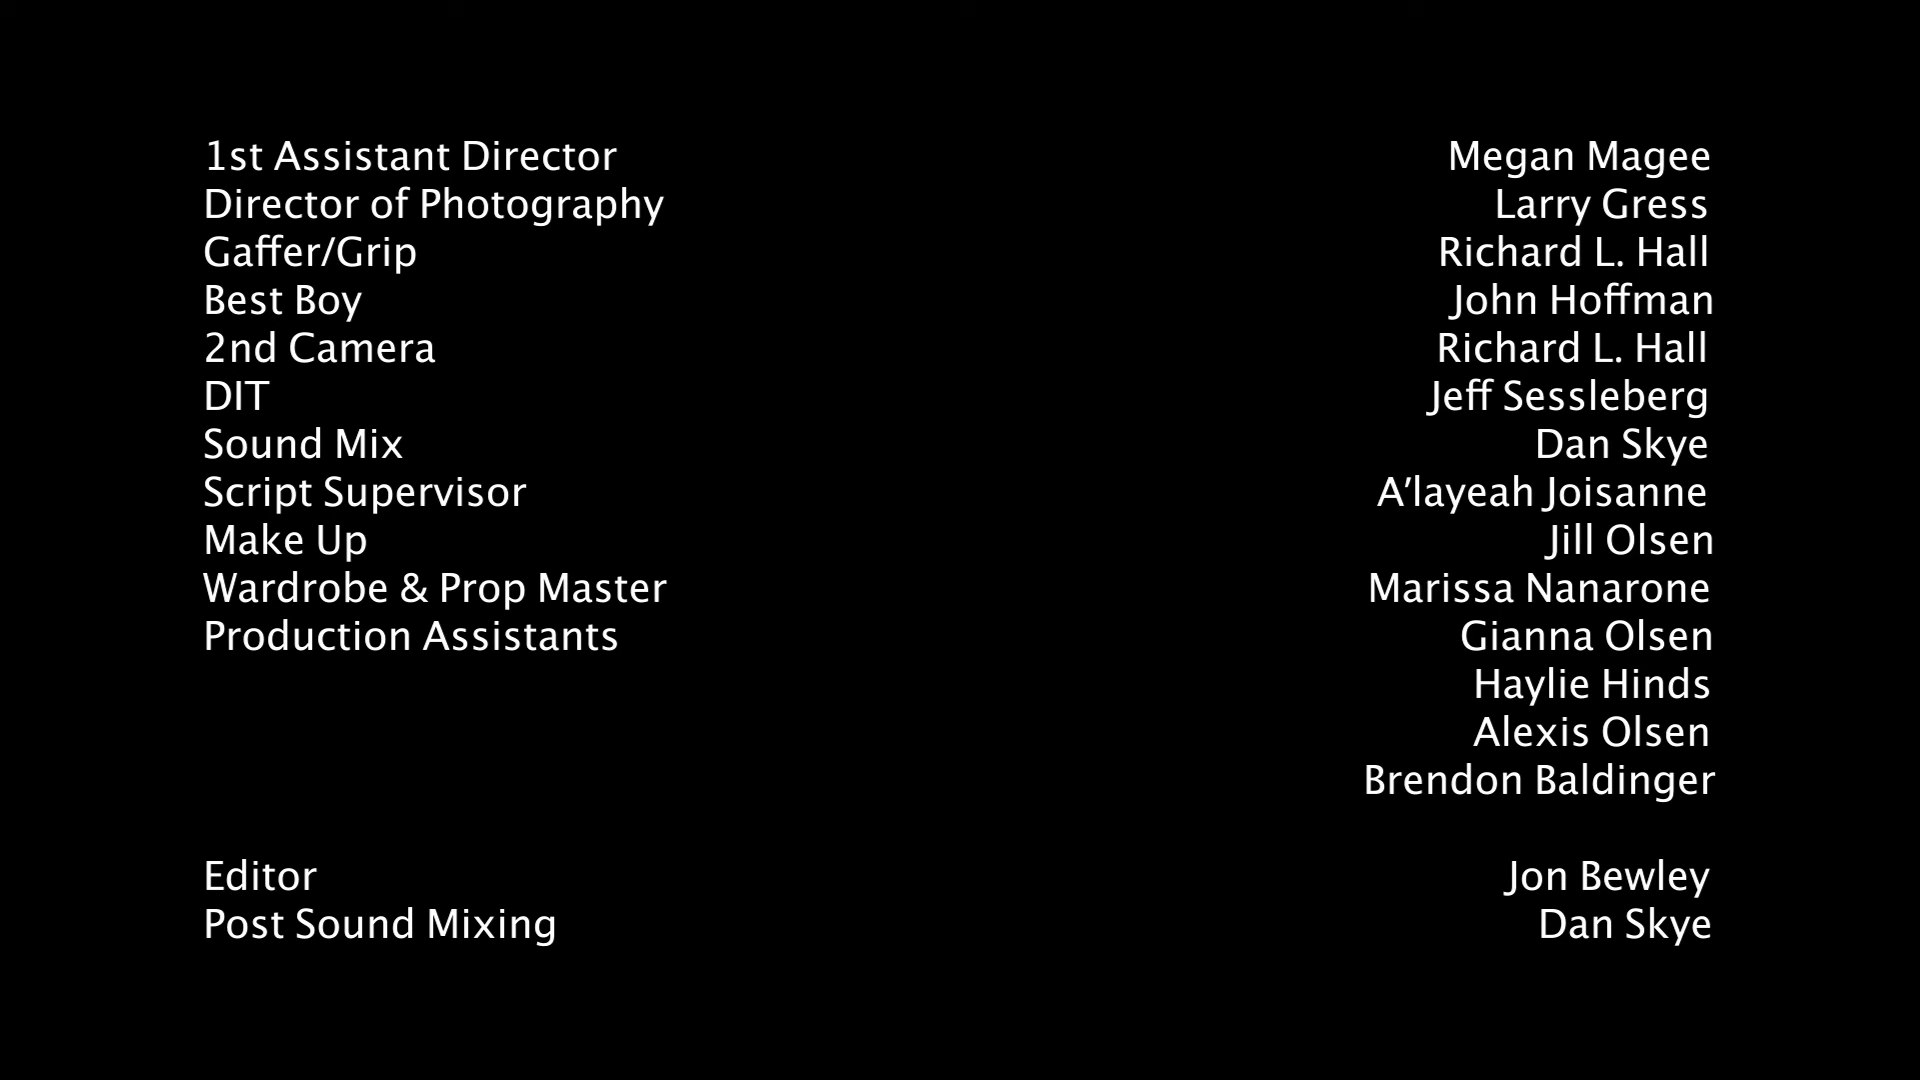 1st Assistant Director Megan Magee
Director of Photography Larry Gress
Gaffer/Grip Richard L. Hall
Best Boy John Hoffman
2nd Camera Richard L. Hall
DIT Jeff Sessleberg
Sound Mix Dan Skye
Script Supervisor A’layeah Joisanne
Make Up Jill Olsen
Wardrobe & Prop Master Marissa Nanarone
Production Assistants Gianna Olsen
Haylie Hinds
Alexis Olsen
Brendon Baldinger
Editor Jon Bewley
Post Sound Mixing Dan Skye